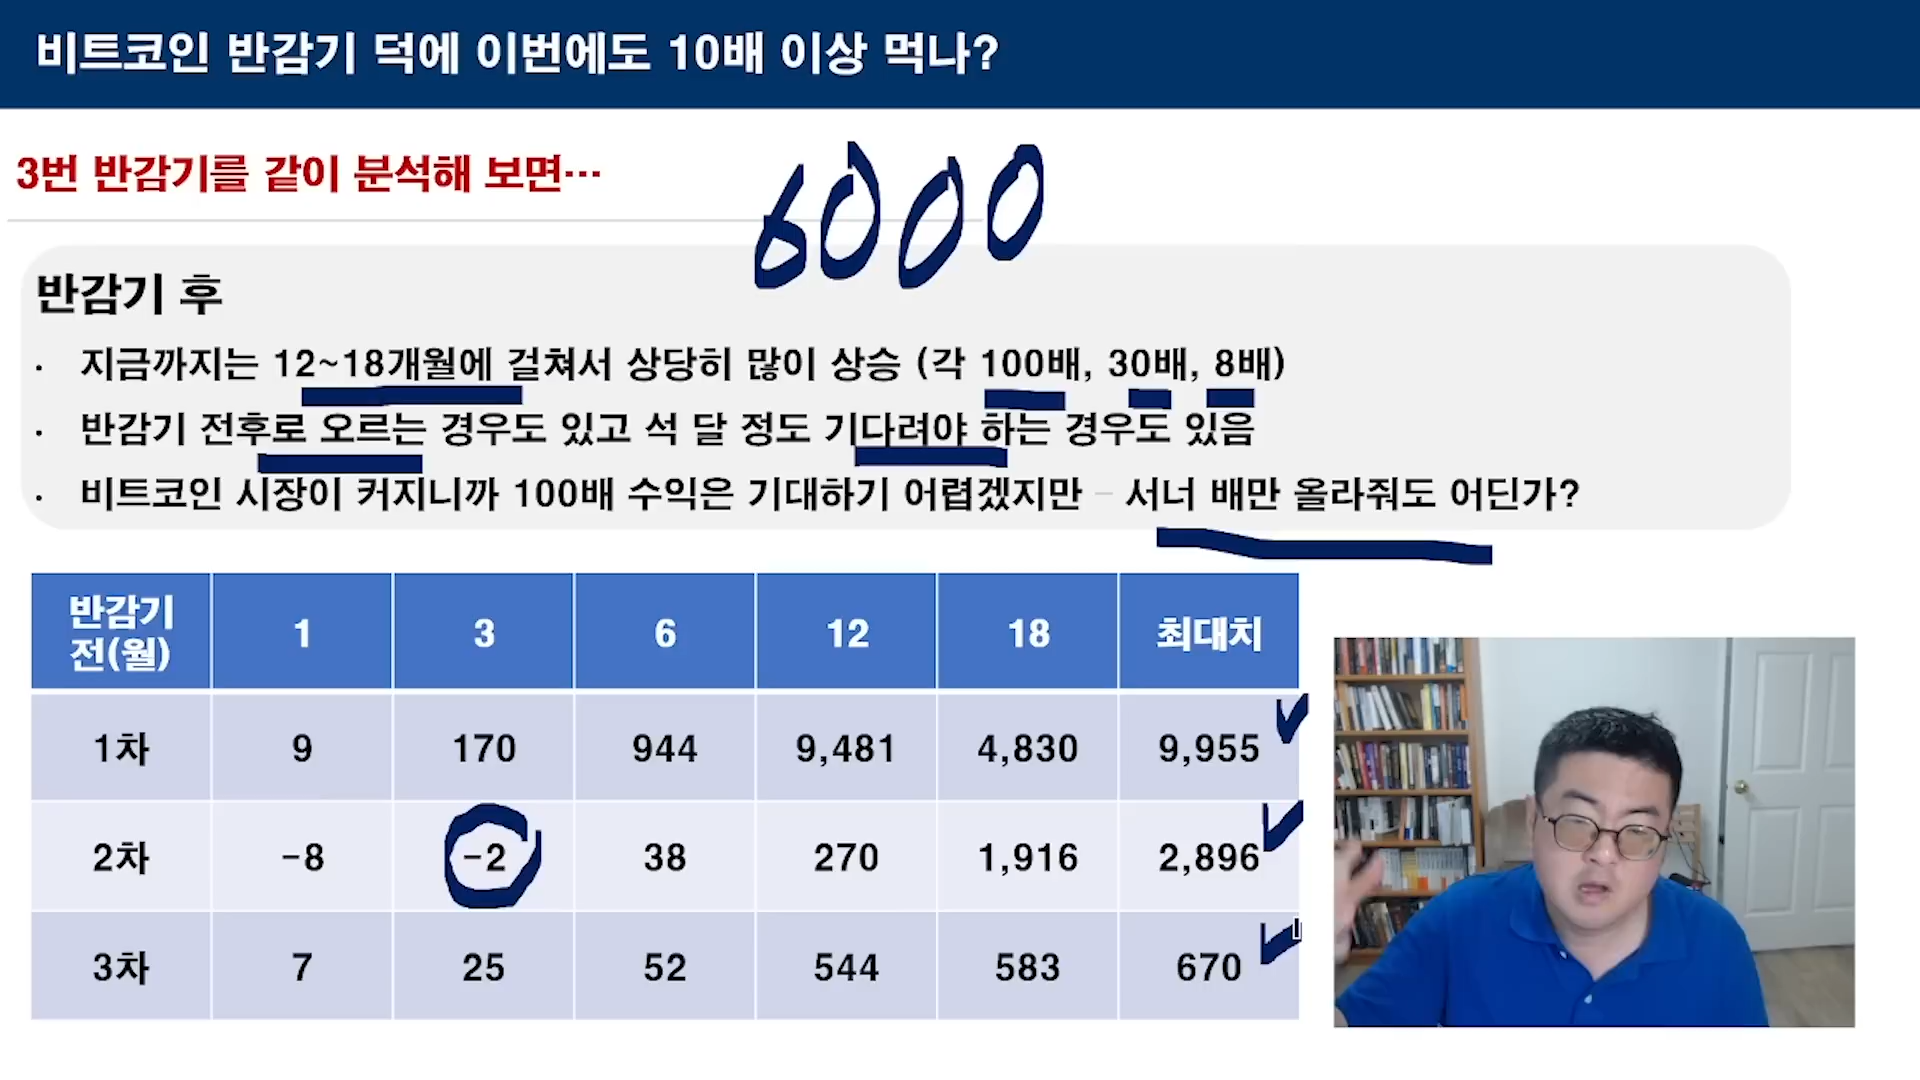 비트코인 반감기 덕에 이번에도 10배 이상 먹나?
3번 반감기를 같이 분석해 보면…
6000
반감기 후
· 지금까지는 12~18개월에 걸쳐서 상당히 많이 상승 (각 100배, 30배, 8배)
· 반감기 전후로 오르는 경우도 있고 석 달 정도 기다려야 하는 경우도 있음
· 비트코인 시장이 커지니까 100배 수익은 기대하기 어렵겠지만 – 서너 배만 올라줘도 어딘가?
반감기 전(월) 1 3 6 12 18 최대치
1차 9 170 944 9,481 4,830 9,955
2차 -8 -2 38 270 1,916 2,896
3차 7 25 52 544 583 670